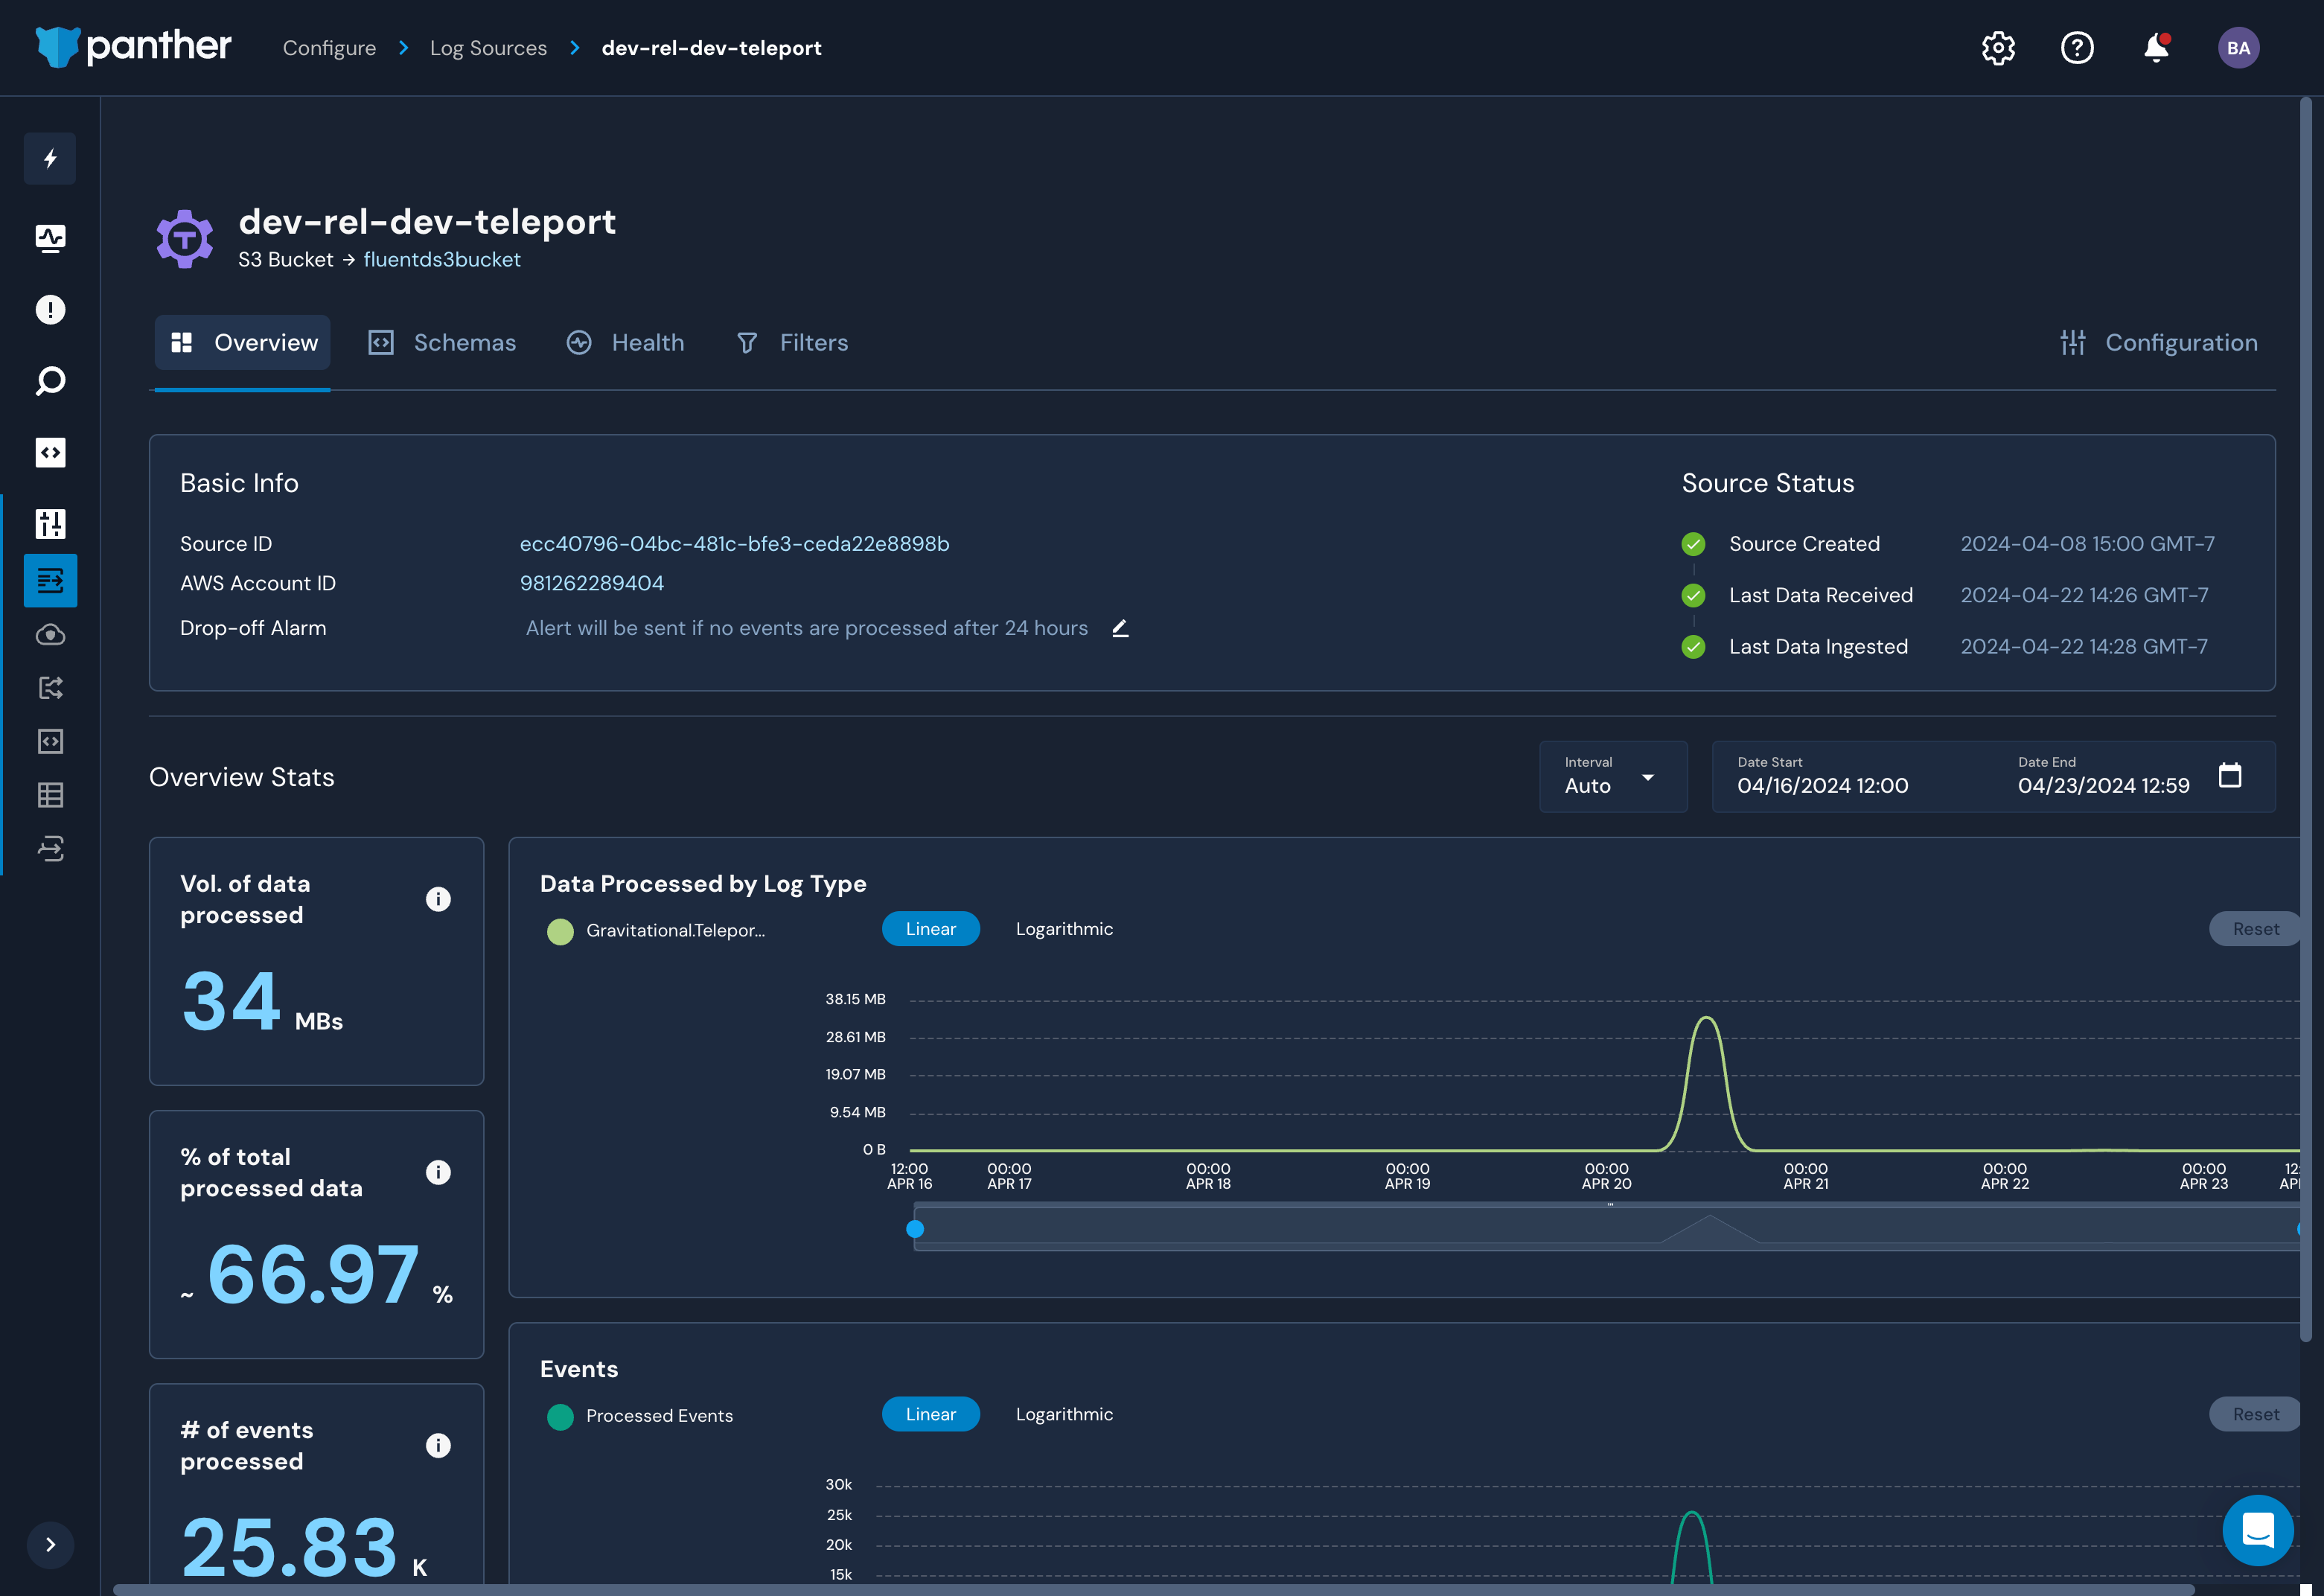 panther
Configure > Log Sources > dev-rel-dev-teleport
BA
dev-rel-dev-teleport
S3 Bucket → fluentds3bucket
Overview
Schemas
Health
Filters
Configuration
Basic Info
Source ID ecc40796-04bc-481c-bfe3-ceda22e8898b
AWS Account ID 981262289404
Drop-off Alarm Alert will be sent if no events are processed after 24 hours
Source Status
Source Created 2024-04-08 15:00 GMT-7
Last Data Received 2024-04-22 14:26 GMT-7
Last Data Ingested 2024-04-22 14:28 GMT-7
Overview Stats
Interval
Auto
Date Start
04/16/2024 12:00
Date End
04/23/2024 12:59
Vol. of data
processed
34 MBs
% of total
processed data
~ 66.97 %
# of events
processed
25.83 K
Data Processed by Log Type
Gravitational.Telepor...
Linear
Logarithmic
Reset
38.15 MB
28.61 MB
19.07 MB
9.54 MB
0 B
12:00 00:00 00:00 00:00 00:00 00:00 00:00 00:00 12:
APR 16 APR 17 APR 18 APR 19 APR 20 APR 21 APR 22 APR 23
Events
Processed Events
Linear
Logarithmic
Reset
30k
25k
20k
15k